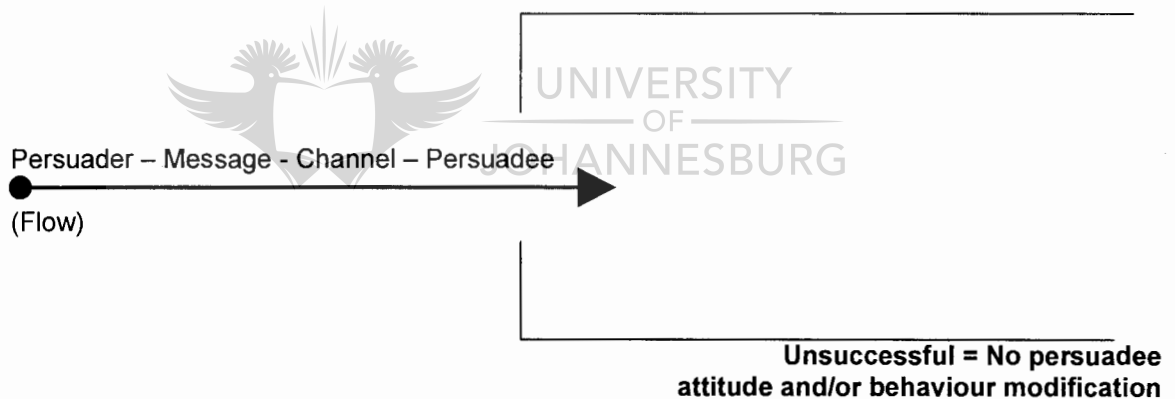 UNIVERSITY
OF
JOHANNESBURG
Persuader – Message - Channel – Persuadee
(Flow)
Unsuccessful = No persuadee
attitude and/or behaviour modification